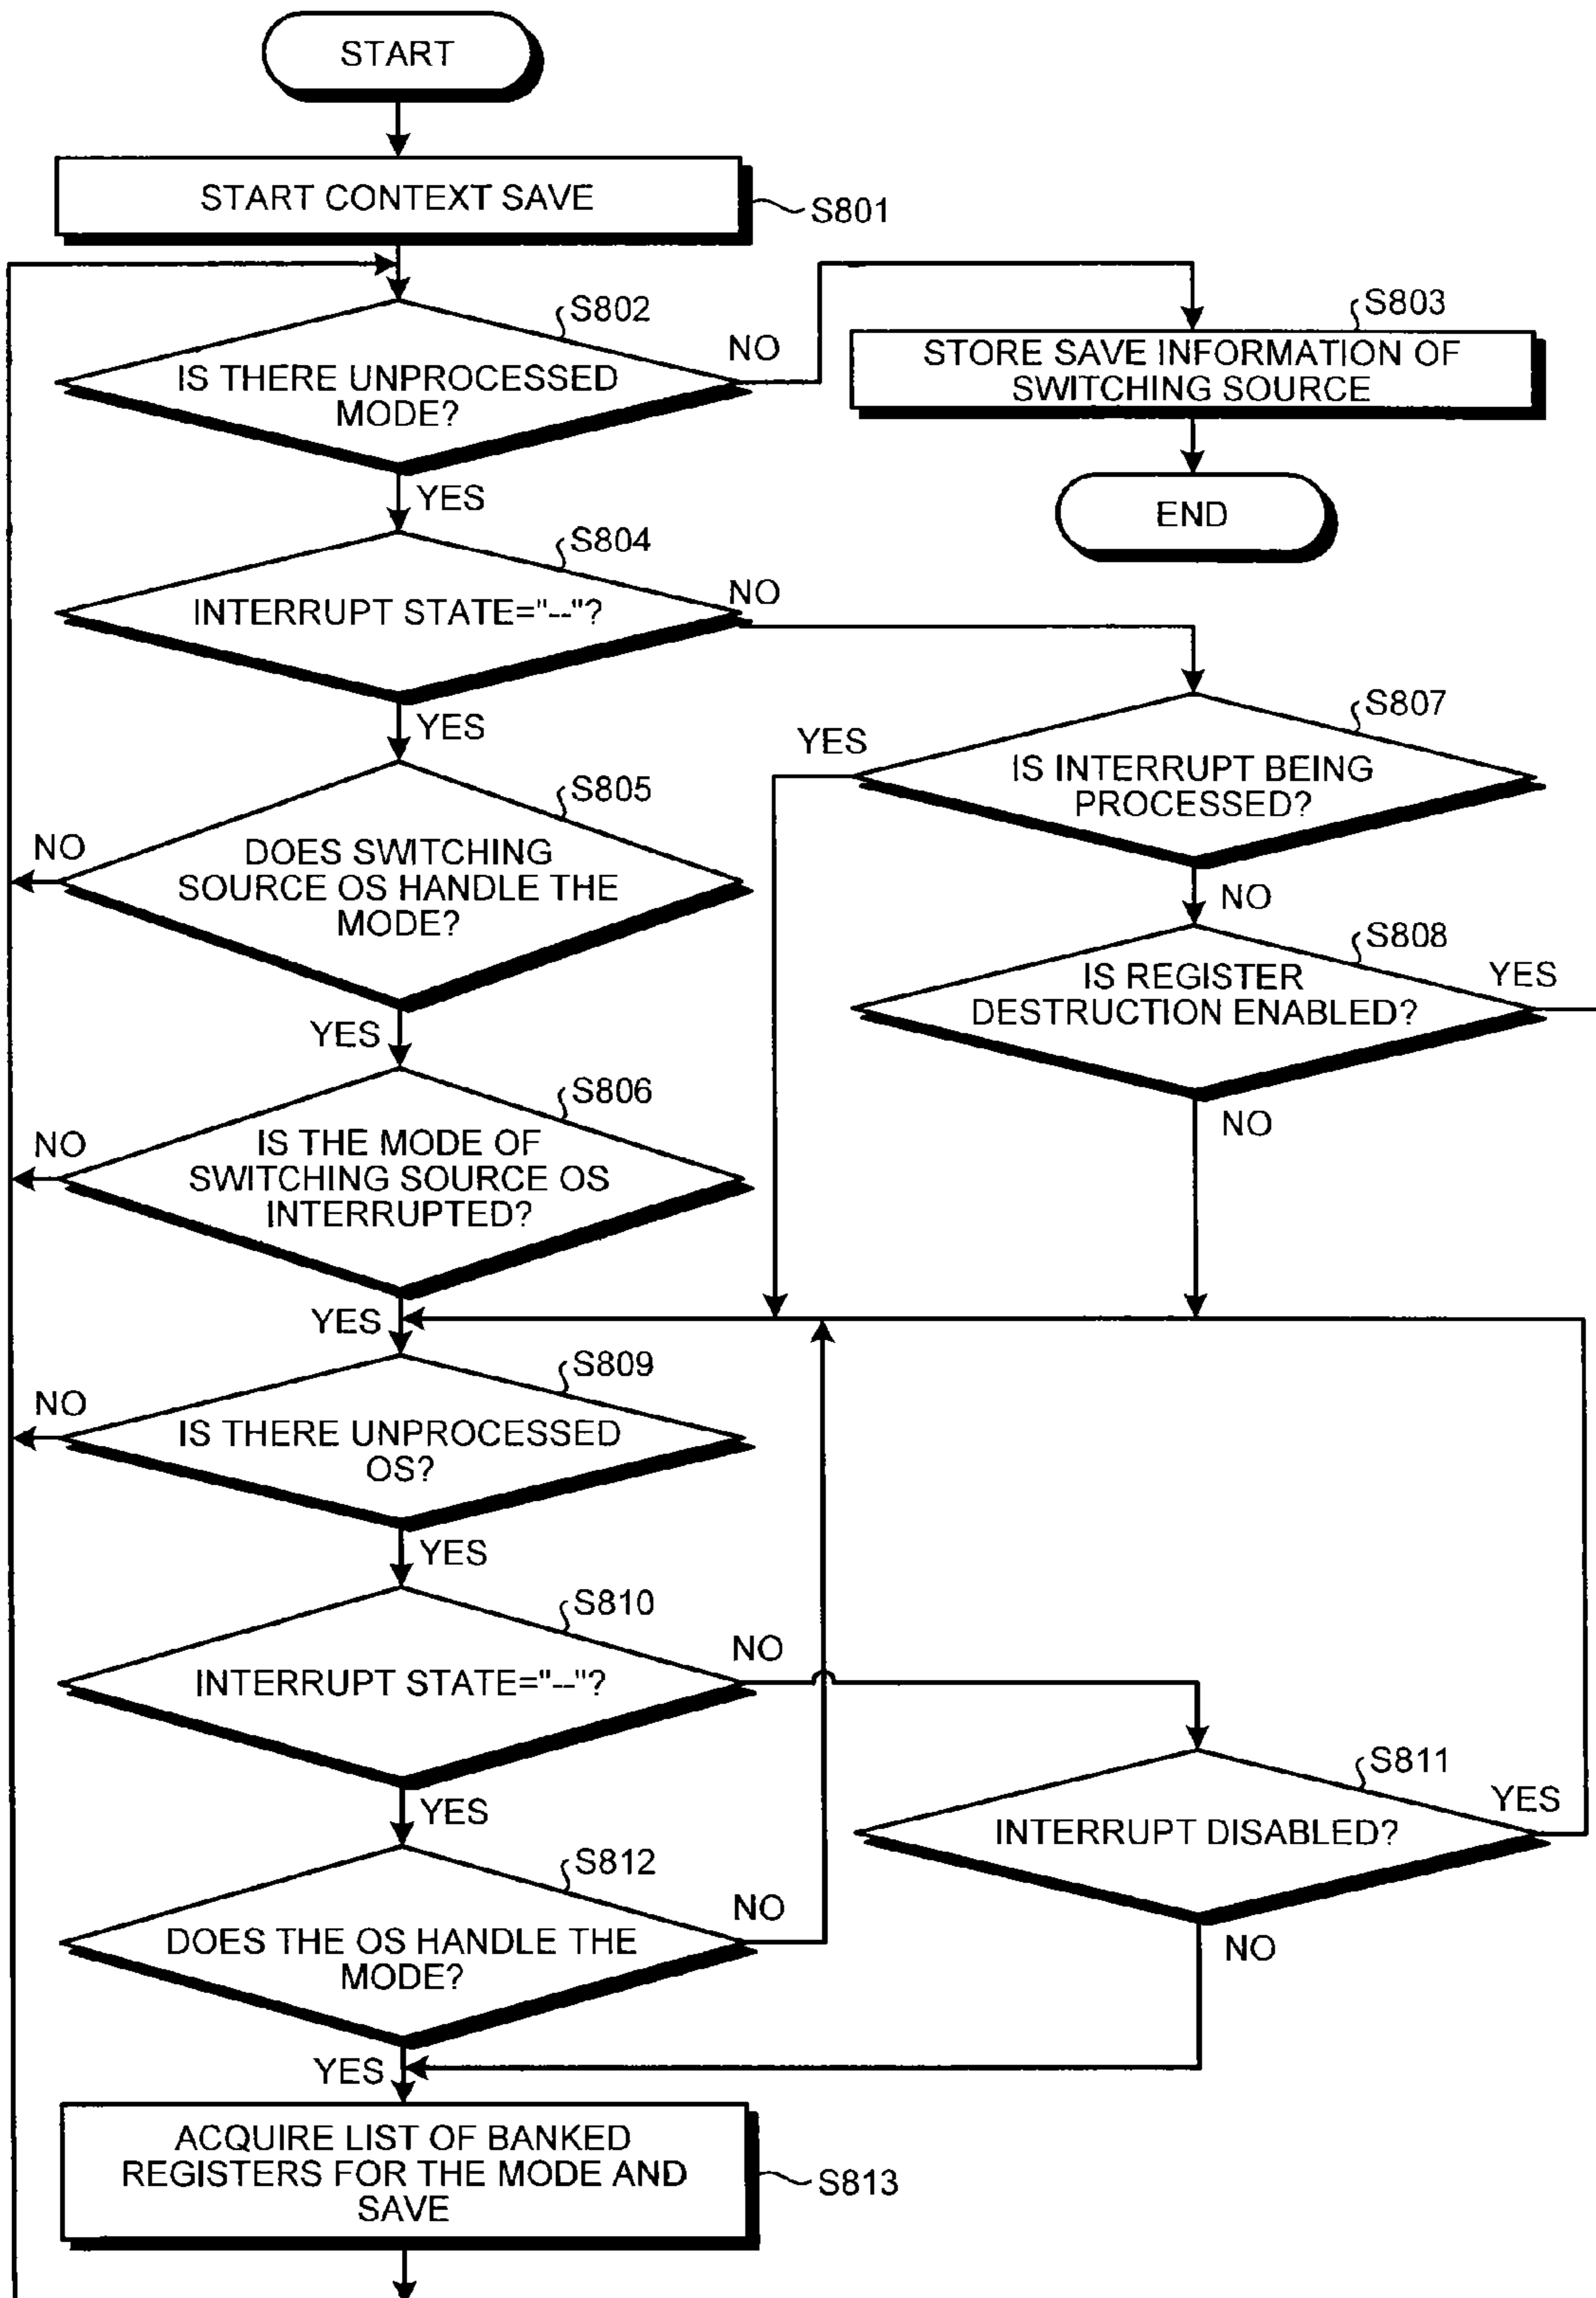 START
START CONTEXT SAVE
S801
S802
IS THERE UNPROCESSED
MODE?
NO
YES
S803
STORE SAVE INFORMATION OF
SWITCHING SOURCE
END
S804
INTERRUPT STATE="--"?
NO
YES
S805
DOES SWITCHING
SOURCE OS HANDLE THE
MODE?
NO
YES
S806
IS THE MODE OF
SWITCHING SOURCE OS
INTERRUPTED?
NO
YES
S807
IS INTERRUPT BEING
PROCESSED?
YES
NO
S808
IS REGISTER
DESTRUCTION ENABLED?
YES
NO
S809
IS THERE UNPROCESSED
OS?
NO
YES
S810
INTERRUPT STATE="--"?
NO
YES
S811
INTERRUPT DISABLED?
YES
NO
S812
DOES THE OS HANDLE THE
MODE?
NO
YES
ACQUIRE LIST OF BANKED
REGISTERS FOR THE MODE AND
SAVE
S813